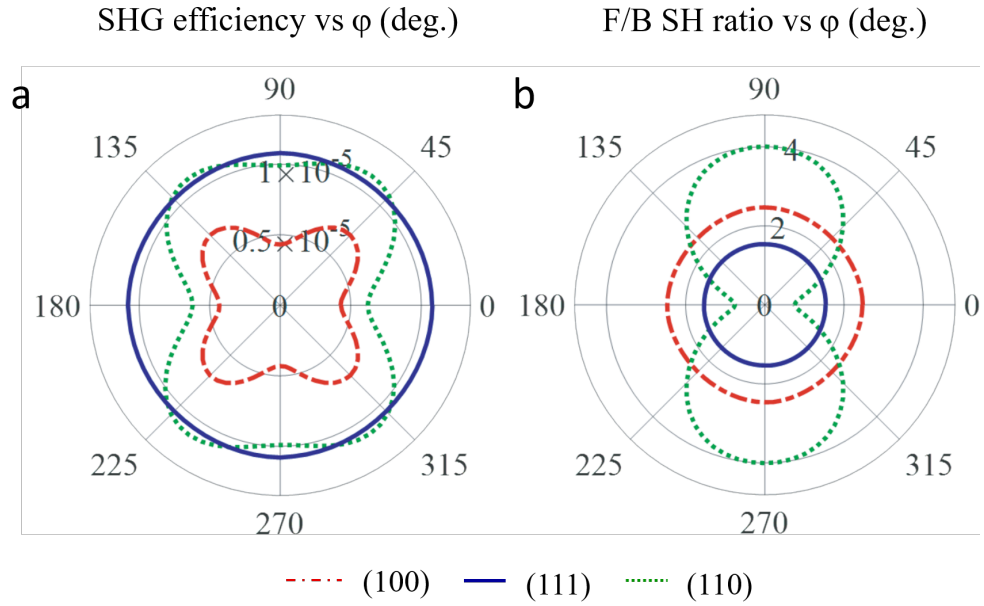 SHG efficiency vs φ (deg.) F/B SH ratio vs φ (deg.)
a b
90 90
135 45 135 45
1×10-5 4
0.5×10-5 2
180 0 0 180 0 0
225 315 225 315
270 270
(100) (111) (110)